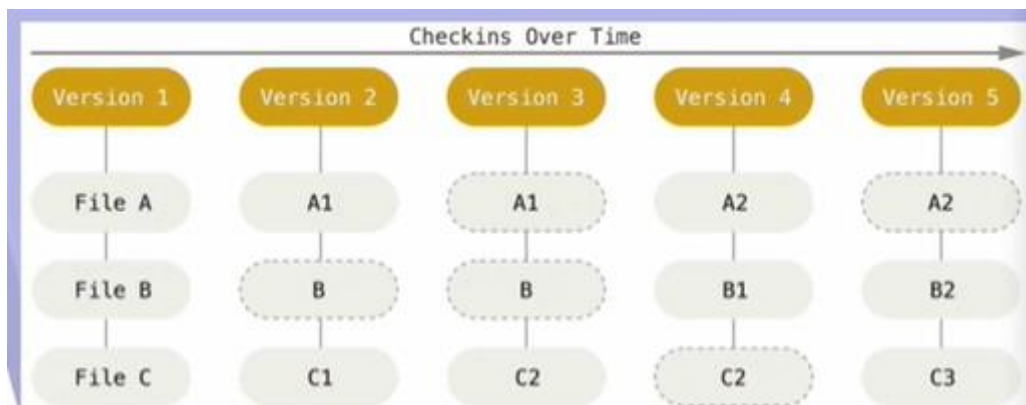 Checkins Over Time
Version 1 Version 2 Version 3 Version 4 Version 5
File A A1 A1 A2 A2
File B B B B1 B2
File C C1 C2 C2 C3